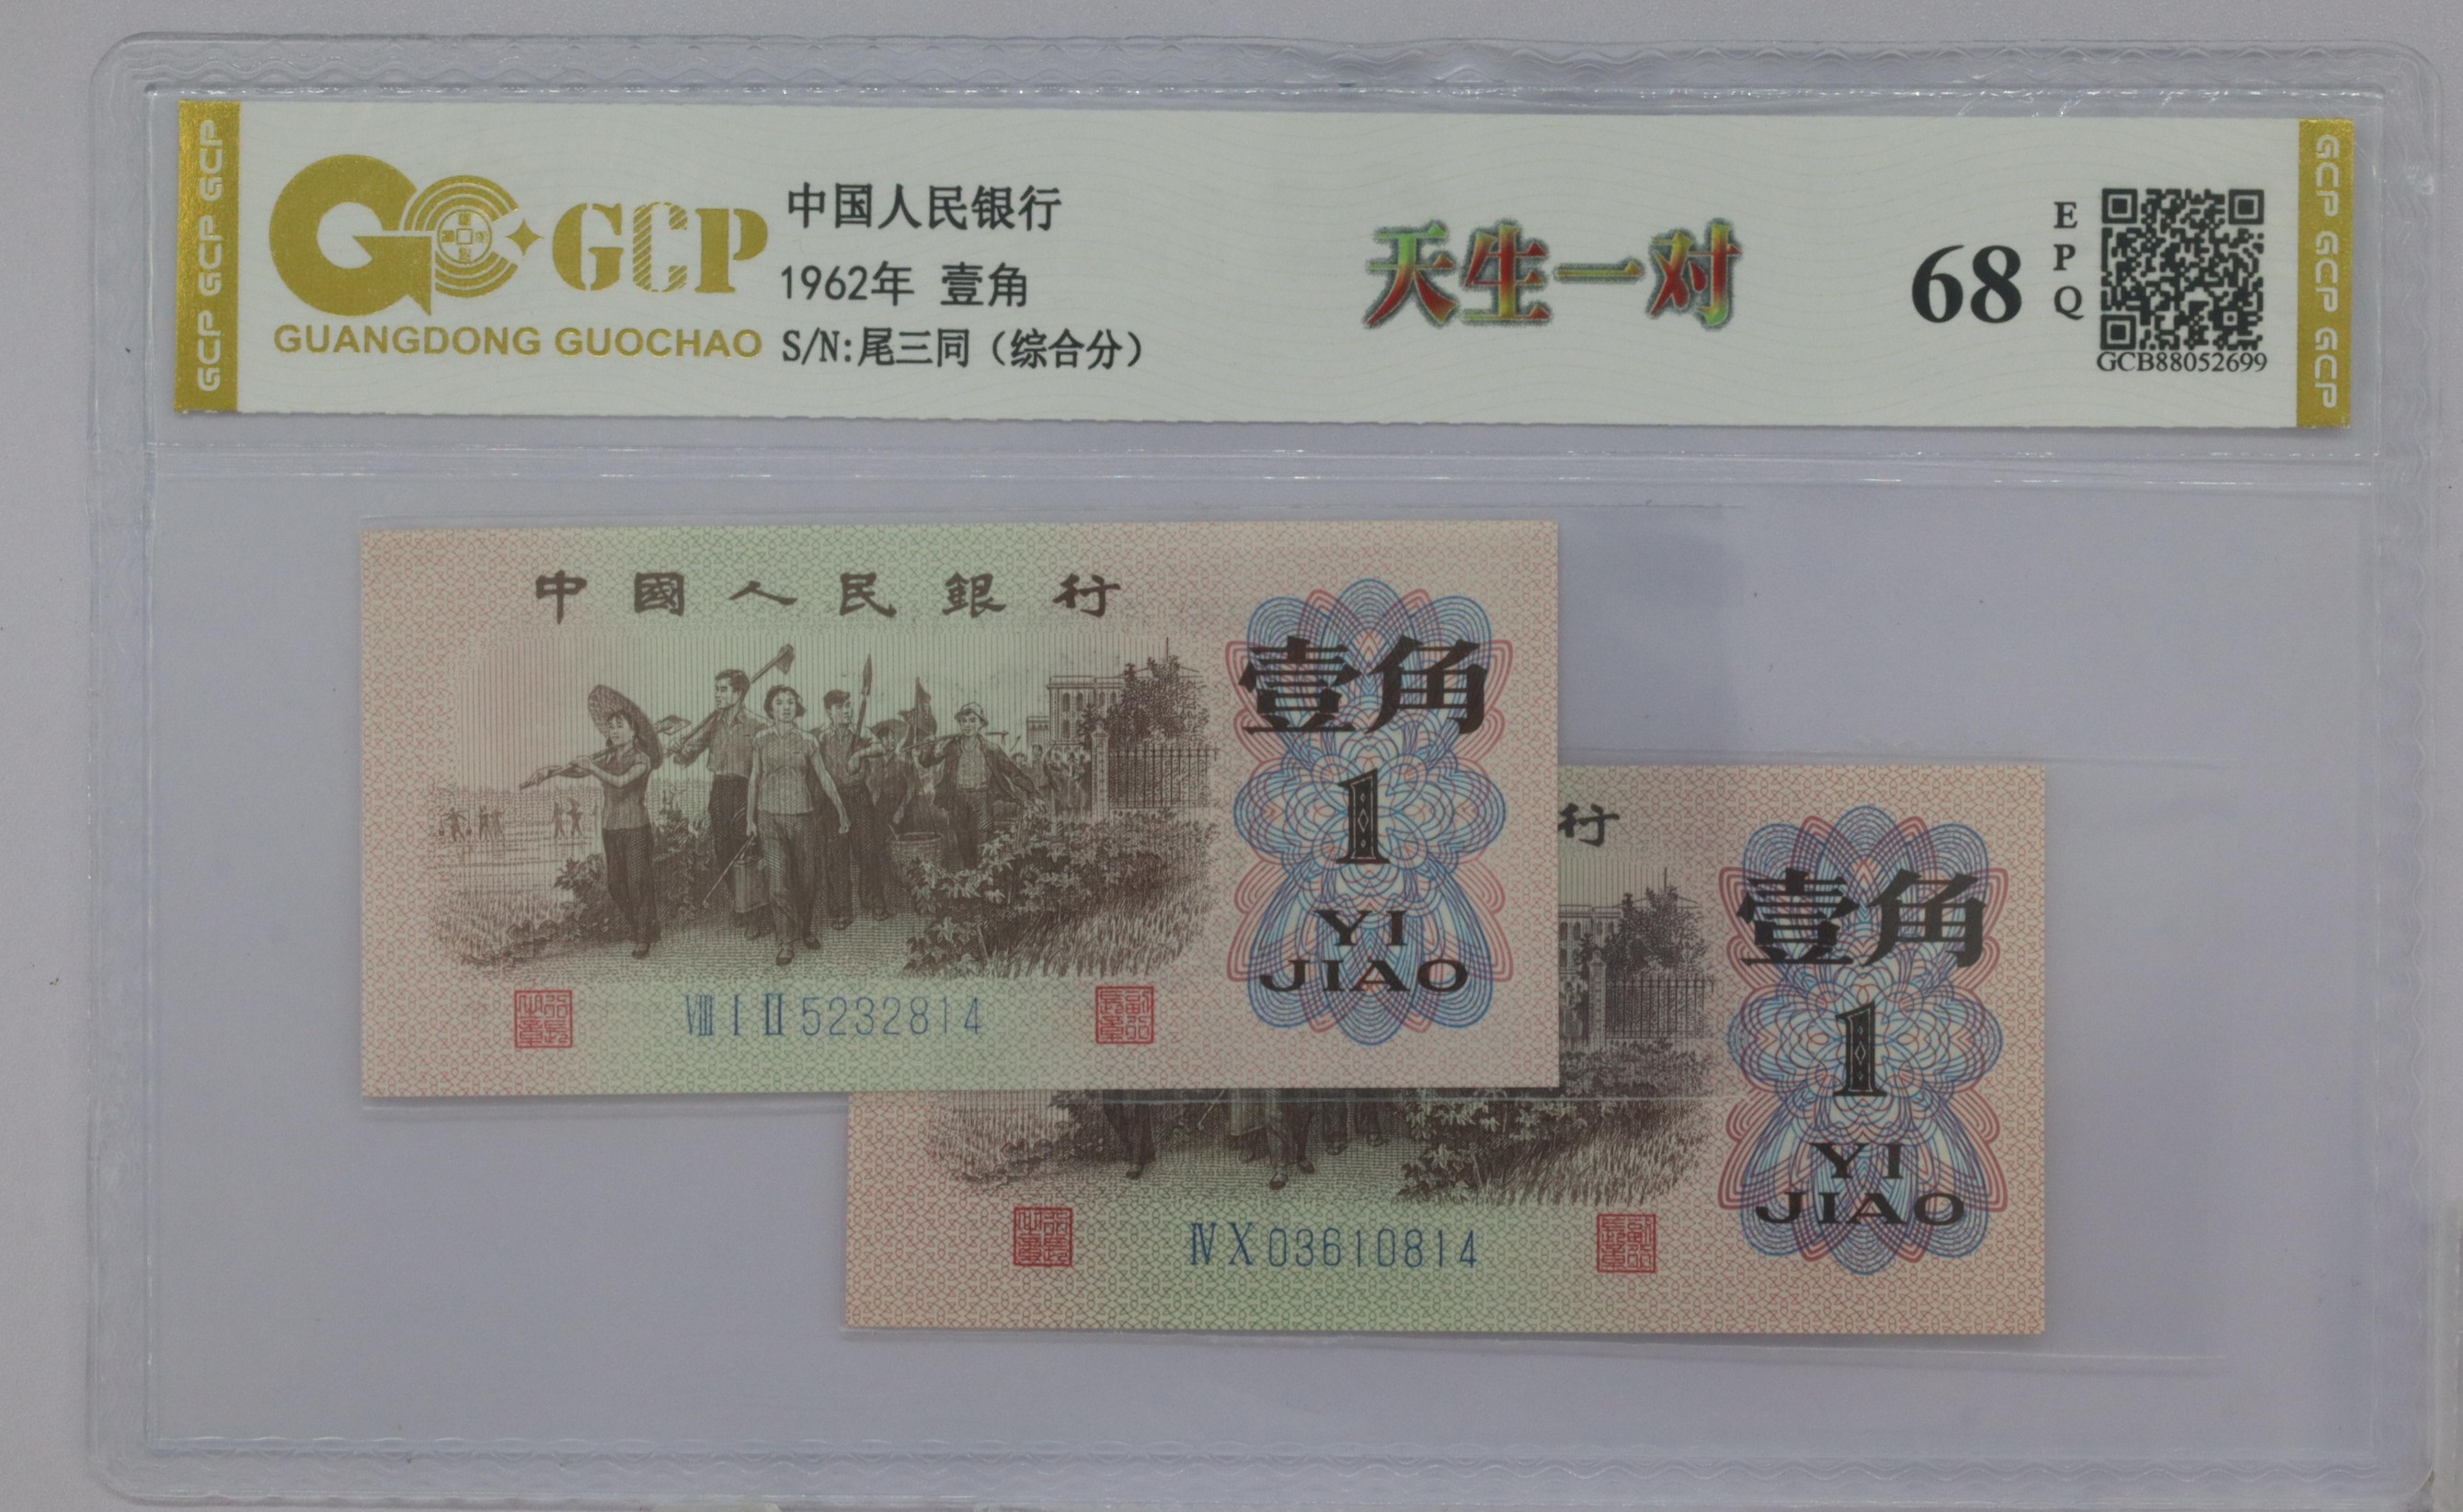 GCP GCP GCP
GCP
GUANGDONG GUOCHAO
中国人民银行
1962年 壹角
S/N:尾三同（综合分）
天生一对
68
EPQ
GCB88052699
GCP GCP GCP
中國人民銀行
壹角
1
YI
JIAO
VIII I II 5232814
行
壹角
1
YI
JIAO
IV X 03610814